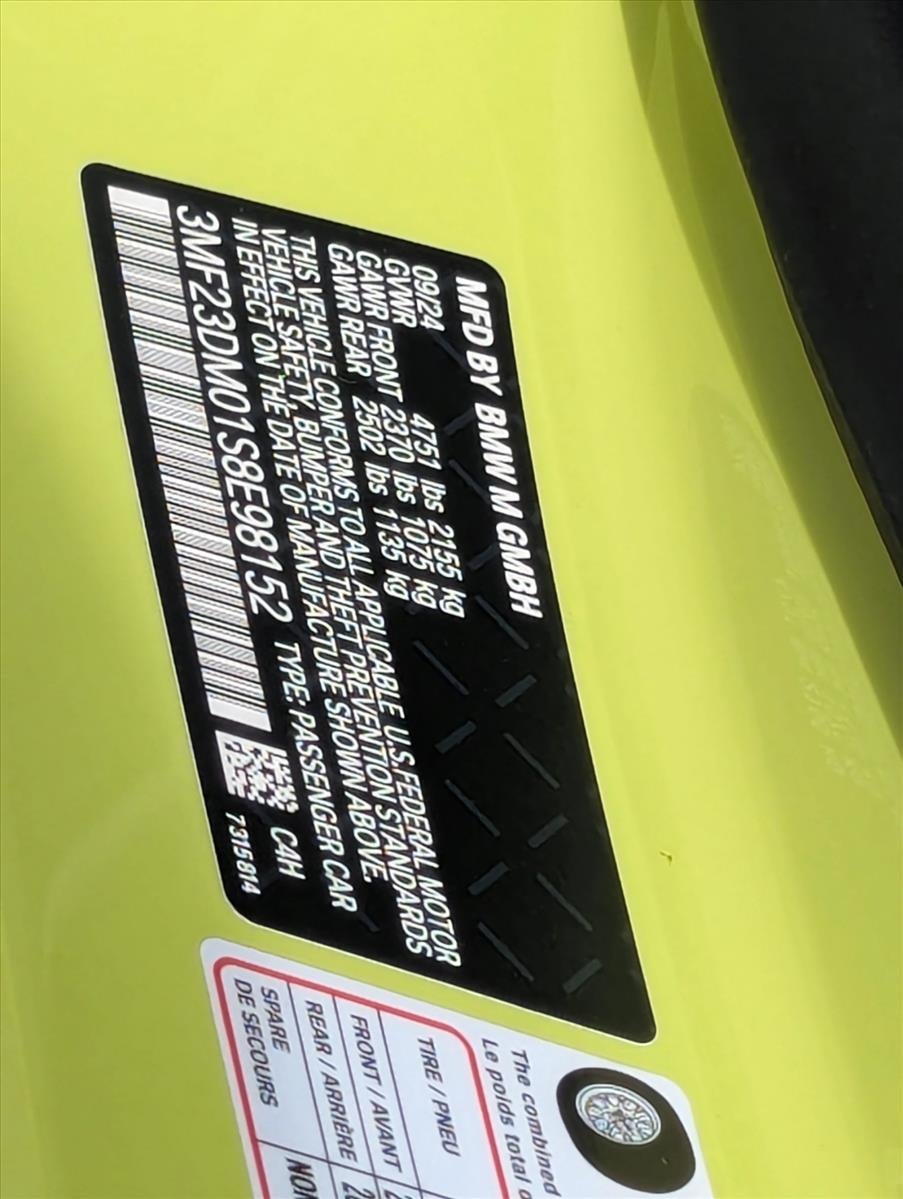 MFD BY BMW M GMBH
09/24
GVWR 4751 lbs 2155 kg
GAWR FRONT 2370 lbs 1075 kg
GAWR REAR 2502 lbs 1135 kg
THIS VEHICLE CONFORMS TO ALL APPLICABLE U.S. FEDERAL MOTOR
VEHICLE SAFETY, BUMPER AND THEFT PREVENTION STANDARDS
IN EFFECT ON THE DATE OF MANUFACTURE SHOWN ABOVE.
3MF23DM01S8E98152 TYPE: PASSENGER CAR
CAH
7315814
The combined
Le poids total
TIRE / PNEU
FRONT / AVANT
REAR / ARRIÈRE
SPARE
DE SECOURS